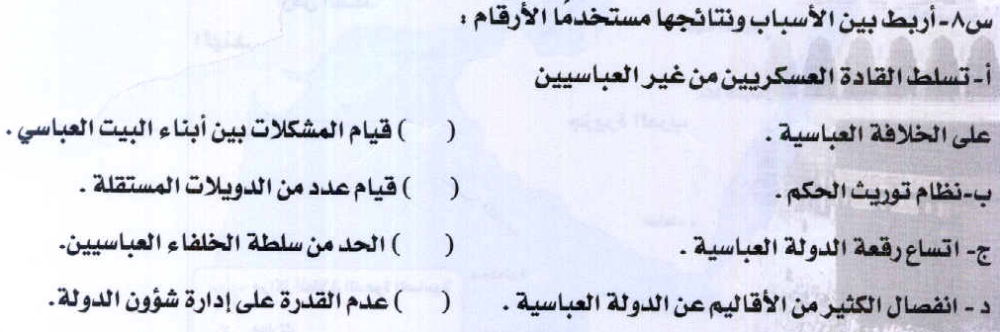 س٨- أربط بين الأسباب ونتائجها مستخدمًا الأرقام :
أ- تسلط القادة العسكريين من غير العباسيين
على الخلافة العباسية . ( ) قيام المشكلات بين أبناء البيت العباسي .
ب- نظام توريث الحكم . ( ) قيام عدد من الدويلات المستقلة .
ج- اتساع رقعة الدولة العباسية . ( ) الحد من سلطة الخلفاء العباسيين.
د - انفصال الكثير من الأقاليم عن الدولة العباسية . ( ) عدم القدرة على إدارة شؤون الدولة.